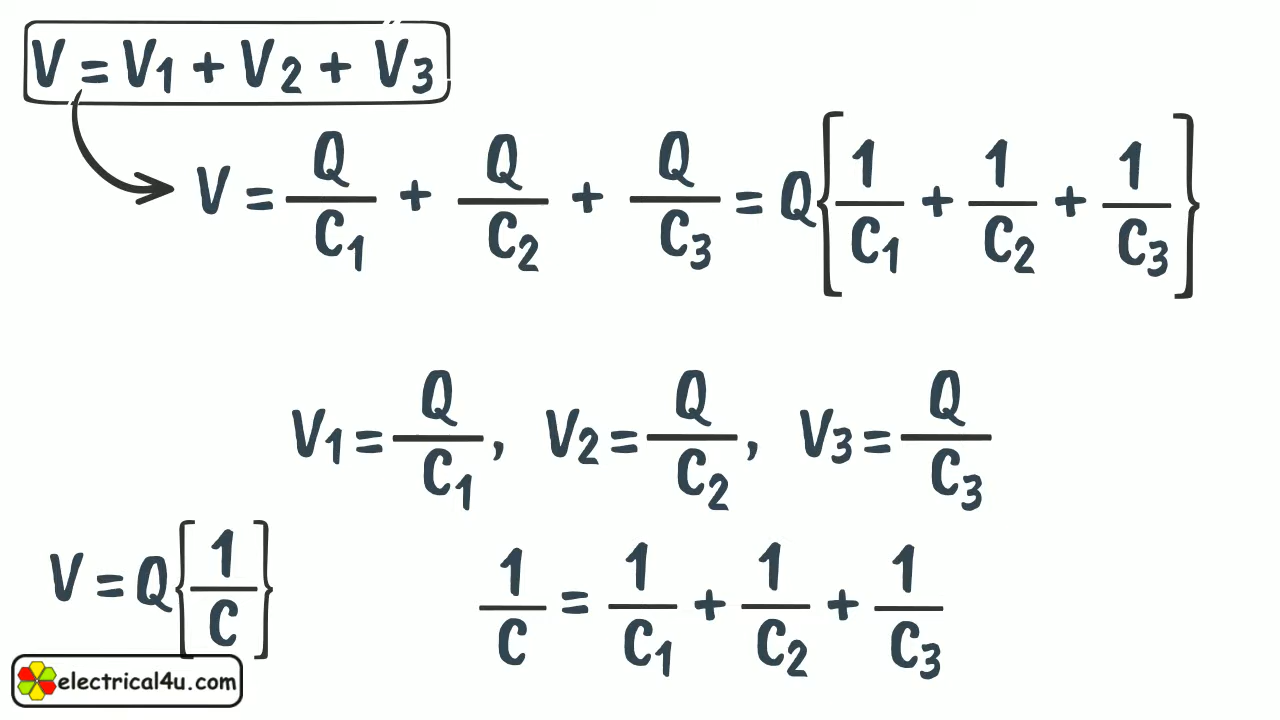 V = V₁ + V₂ + V₃
V = Q/C₁ + Q/C₂ + Q/C₃ = Q{1/C₁ + 1/C₂ + 1/C₃}
V₁ = Q/C₁, V₂ = Q/C₂, V₃ = Q/C₃
V = Q{1/C}
1/C = 1/C₁ + 1/C₂ + 1/C₃
electrical4u.com